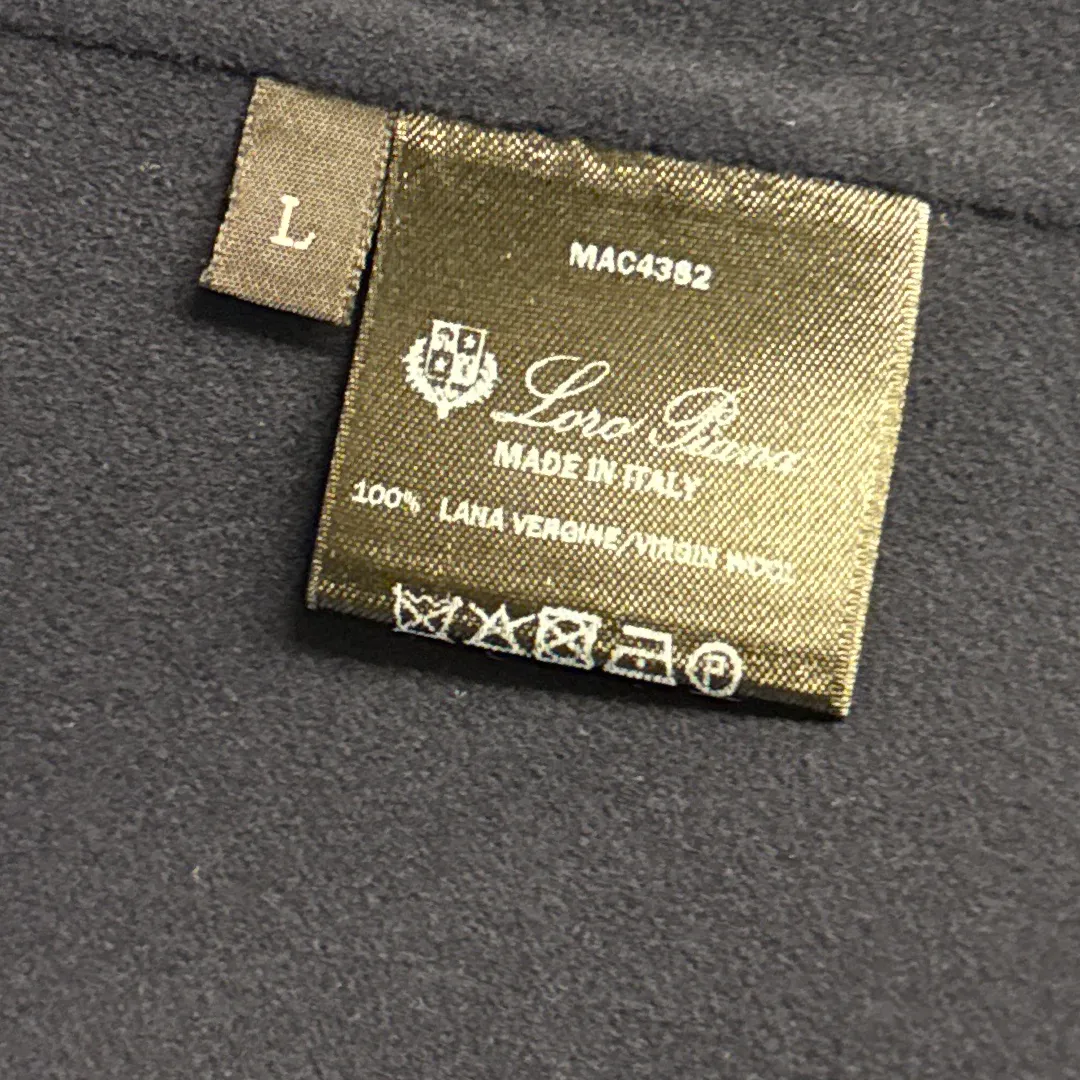 L
MAC4382
Loro Piana
MADE IN ITALY
100% LANA VERGINE/VIRGIN WOOL
P